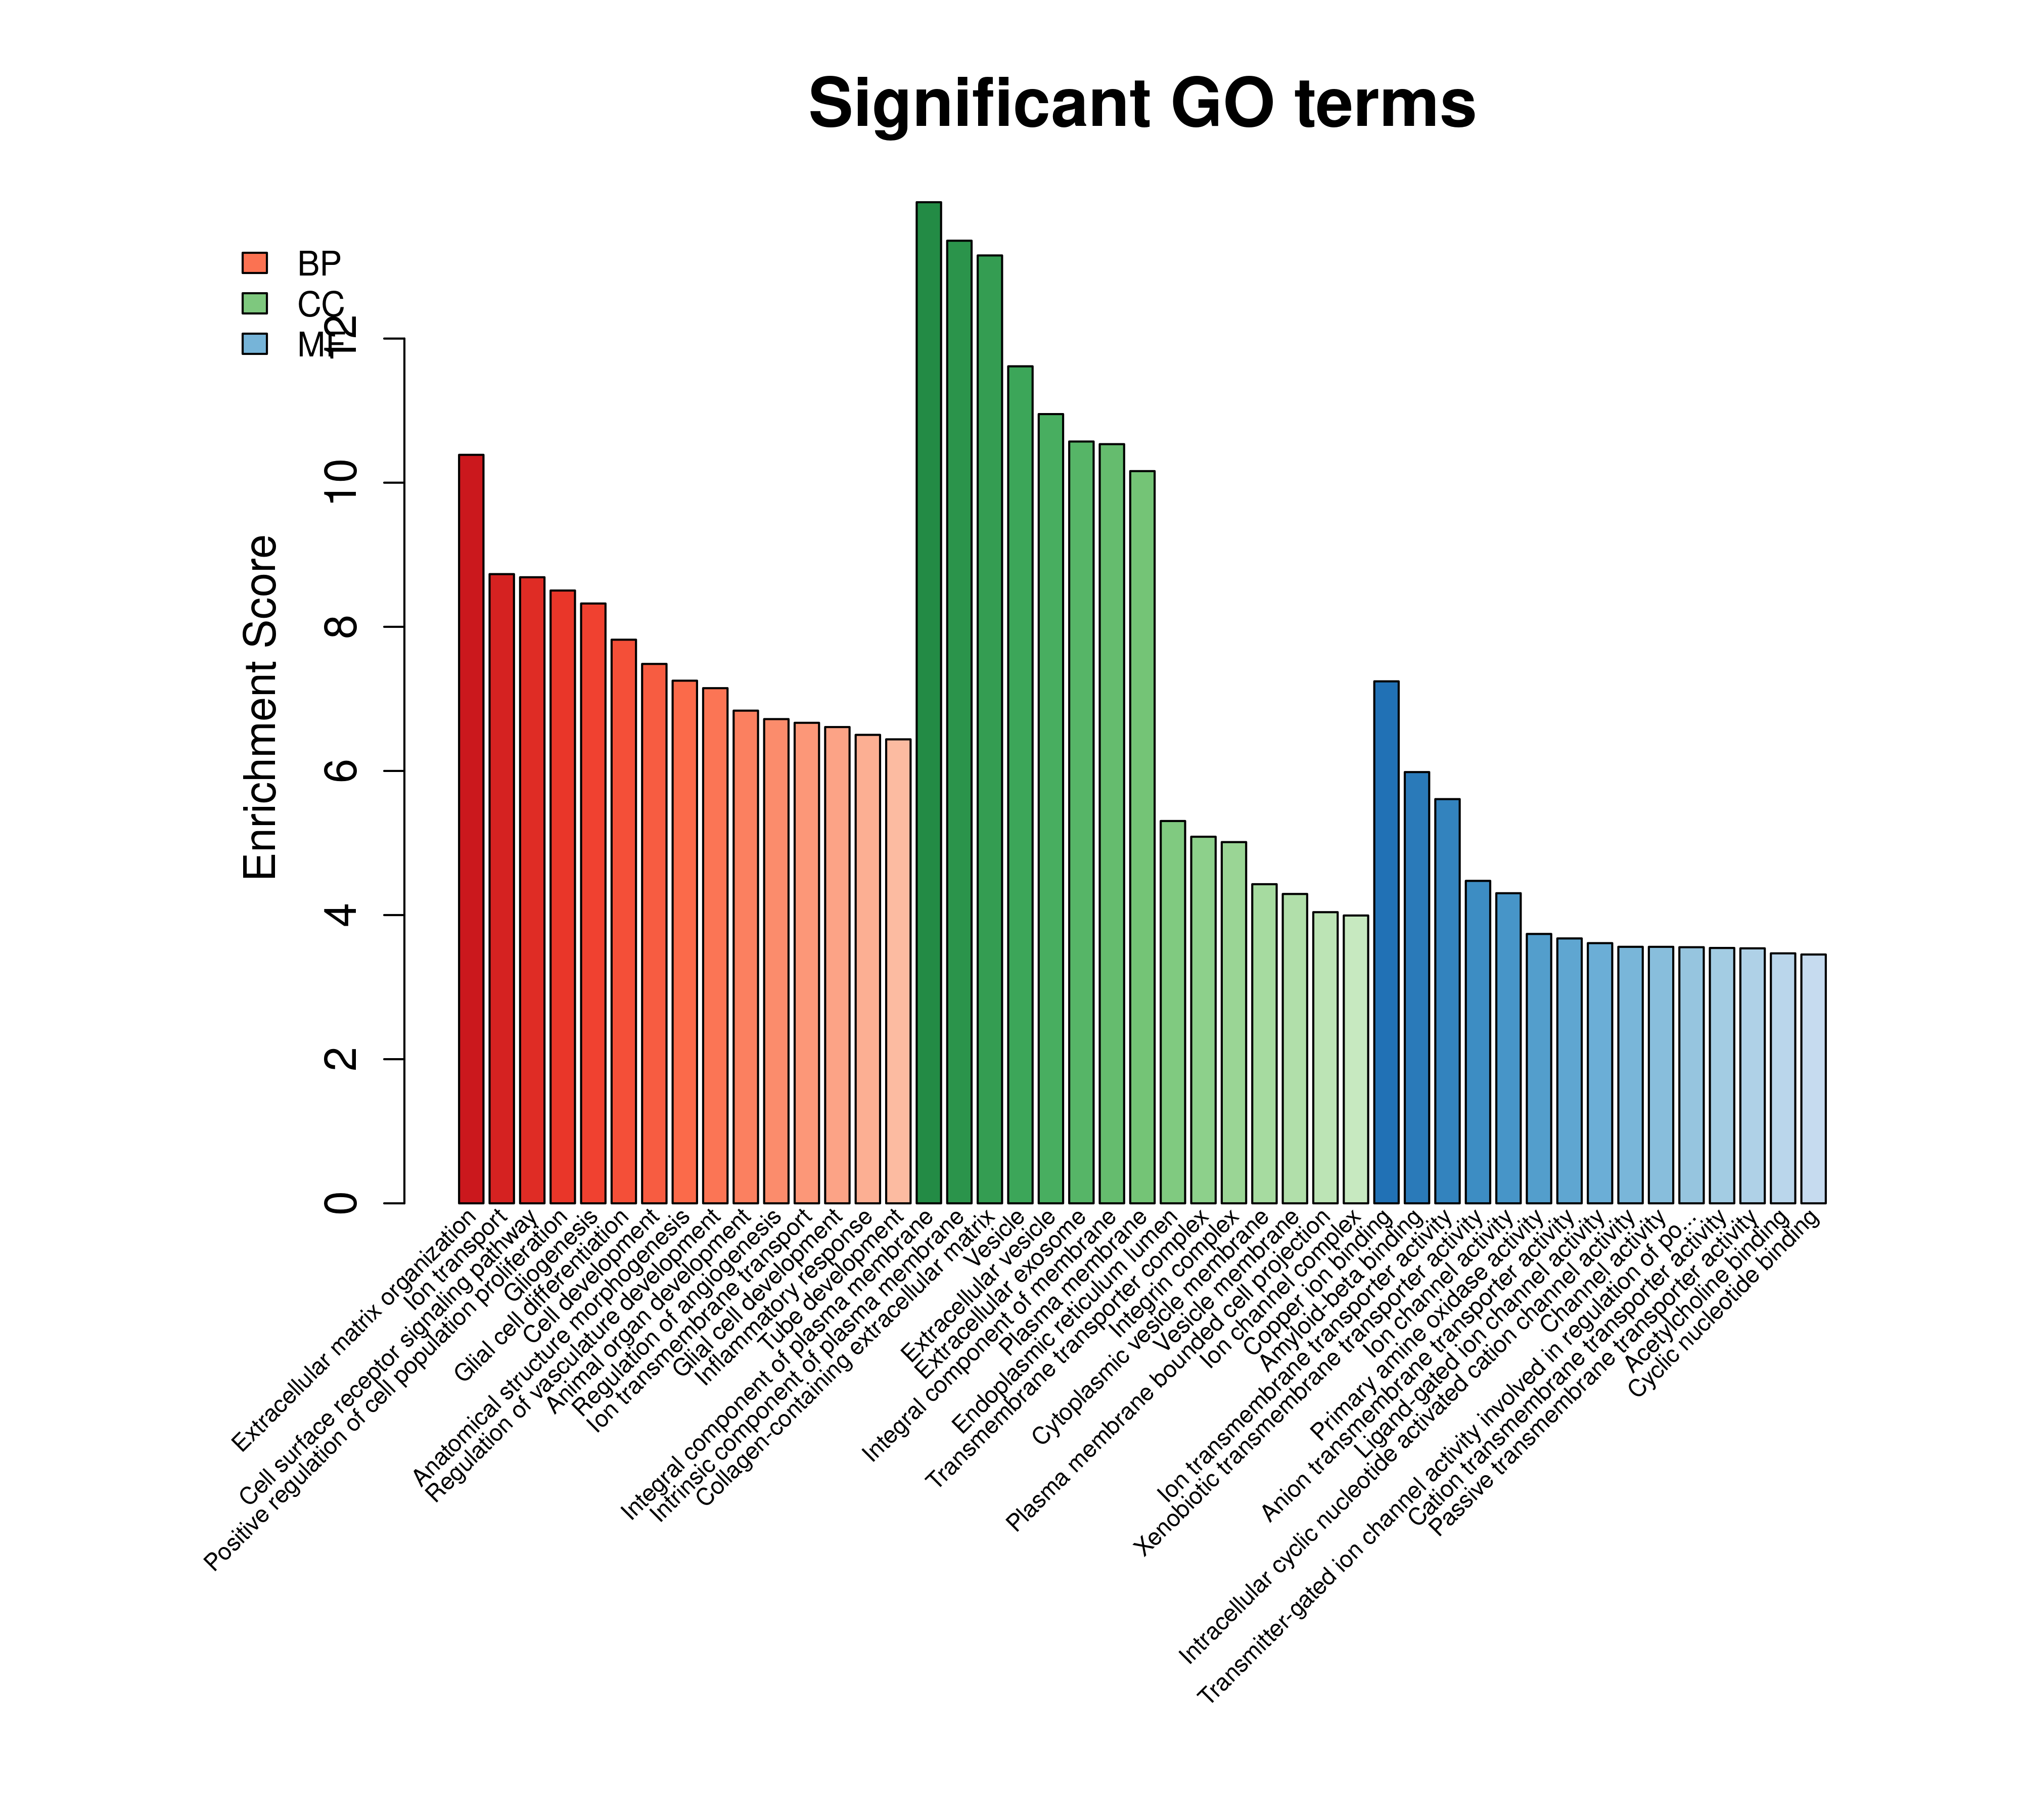 Significant GO terms
BP
CC
MF
Enrichment Score
12
10
8
6
4
2
0
Extracellular matrix organization
Ion transport
Cell surface receptor signaling pathway
Positive regulation of cell population proliferation
Gliogenesis
Glial cell differentiation
Cell development
Anatomical structure morphogenesis
Regulation of vasculature development
Animal organ development
Regulation of angiogenesis
Ion transmembrane transport
Glial cell development
Inflammatory response
Tube development
Integral component of plasma membrane
Intrinsic component of plasma membrane
Collagen-containing extracellular matrix
Vesicle
Extracellular vesicle
Extracellular exosome
Integral component of membrane
Plasma membrane
Endoplasmic reticulum lumen
Transmembrane transporter complex
Integrin complex
Cytoplasmic vesicle membrane
Vesicle membrane
Plasma membrane bounded cell projection
Ion channel complex
Copper ion binding
Amyloid-beta binding
Ion transmembrane transporter activity
Xenobiotic transmembrane transporter activity
Ion channel activity
Primary amine oxidase activity
Anion transmembrane transporter activity
Ligand-gated ion channel activity
Intracellular cyclic nucleotide activated cation channel activity
Channel activity
Transmitter-gated ion channel activity involved in regulation of po...
Cation transmembrane transporter activity
Passive transmembrane transporter activity
Acetylcholine binding
Cyclic nucleotide binding